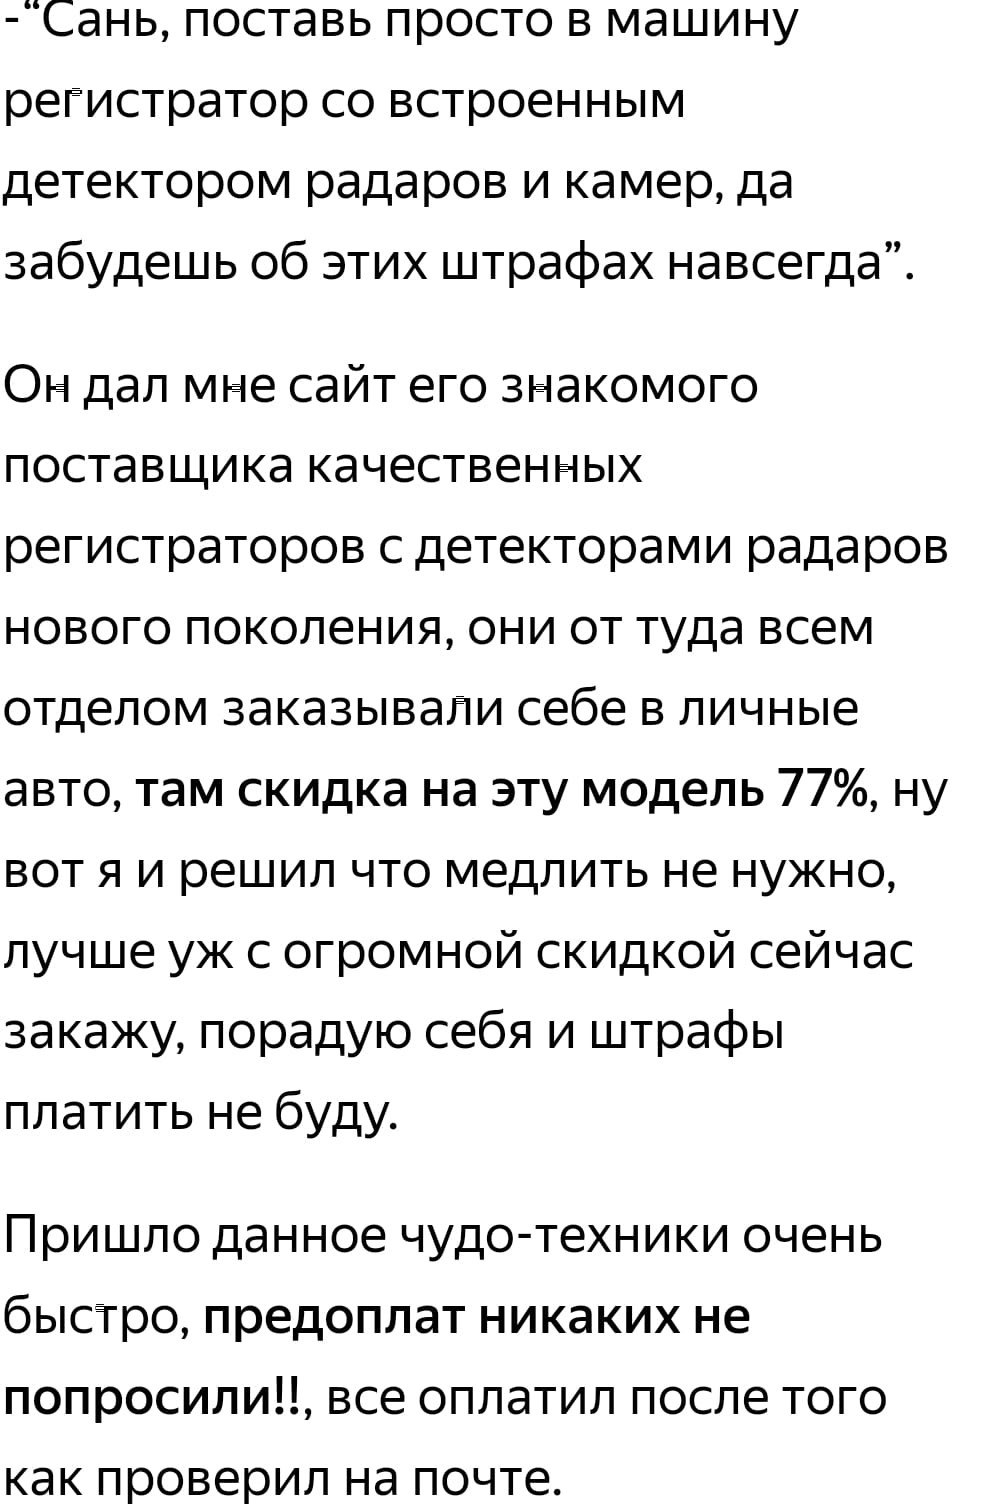 -“Сань, поставь просто в машину
регистратор со встроенным
детектором радаров и камер, да
забудешь об этих штрафах навсегда”.
Он дал мне сайт его знакомого
поставщика качественных
регистраторов с детекторами радаров
нового поколения, они от туда всем
отделом заказывали себе в личные
авто, там скидка на эту модель 77%, ну
вот я и решил что медлить не нужно,
лучше уж с огромной скидкой сейчас
закажу, порадую себя и штрафы
платить не буду.
Пришло данное чудо-техники очень
быстро, предоплат никаких не
попросили!!, все оплатил после того
как проверил на почте.